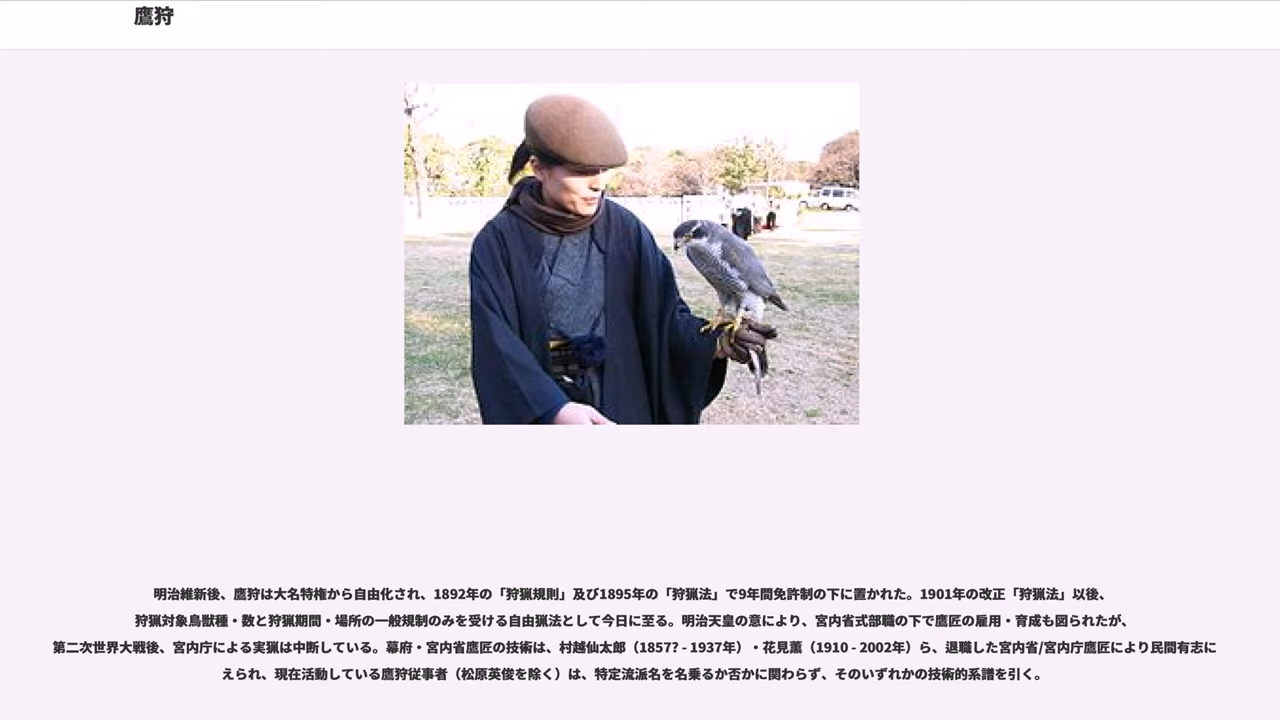 鷹狩
明治維新後、鷹狩は大名特権から自由化され、1892年の「狩猟規則」及び1895年の「狩猟法」で9年間免許制の下に置かれた。1901年の改正「狩猟法」以後、
狩猟対象鳥獣種・数と狩猟期間・場所の一般規制のみを受ける自由猟法として今日に至る。明治天皇の意により、宮内省式部職の下で鷹匠の雇用・育成も図られたが、
第二次世界大戦後、宮内庁による実猟は中断している。幕府・宮内省鷹匠の技術は、村越仙太郎（1857? - 1937年）・花見薫（1910 - 2002年）ら、退職した宮内省/宮内庁鷹匠により民間有志に
えられ、現在活動している鷹狩従事者（松原英俊を除く）は、特定流派名を名乗るか否かに関わらず、そのいずれかの技術的系譜を引く。